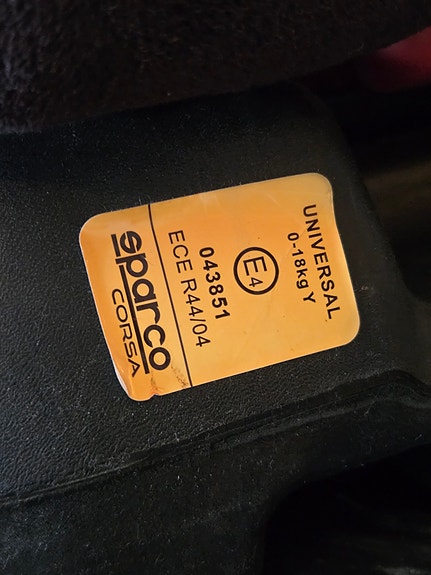 UNIVERSAL
0-18kg Y
E4
043851
ECE R44/04
sparco
CORSA